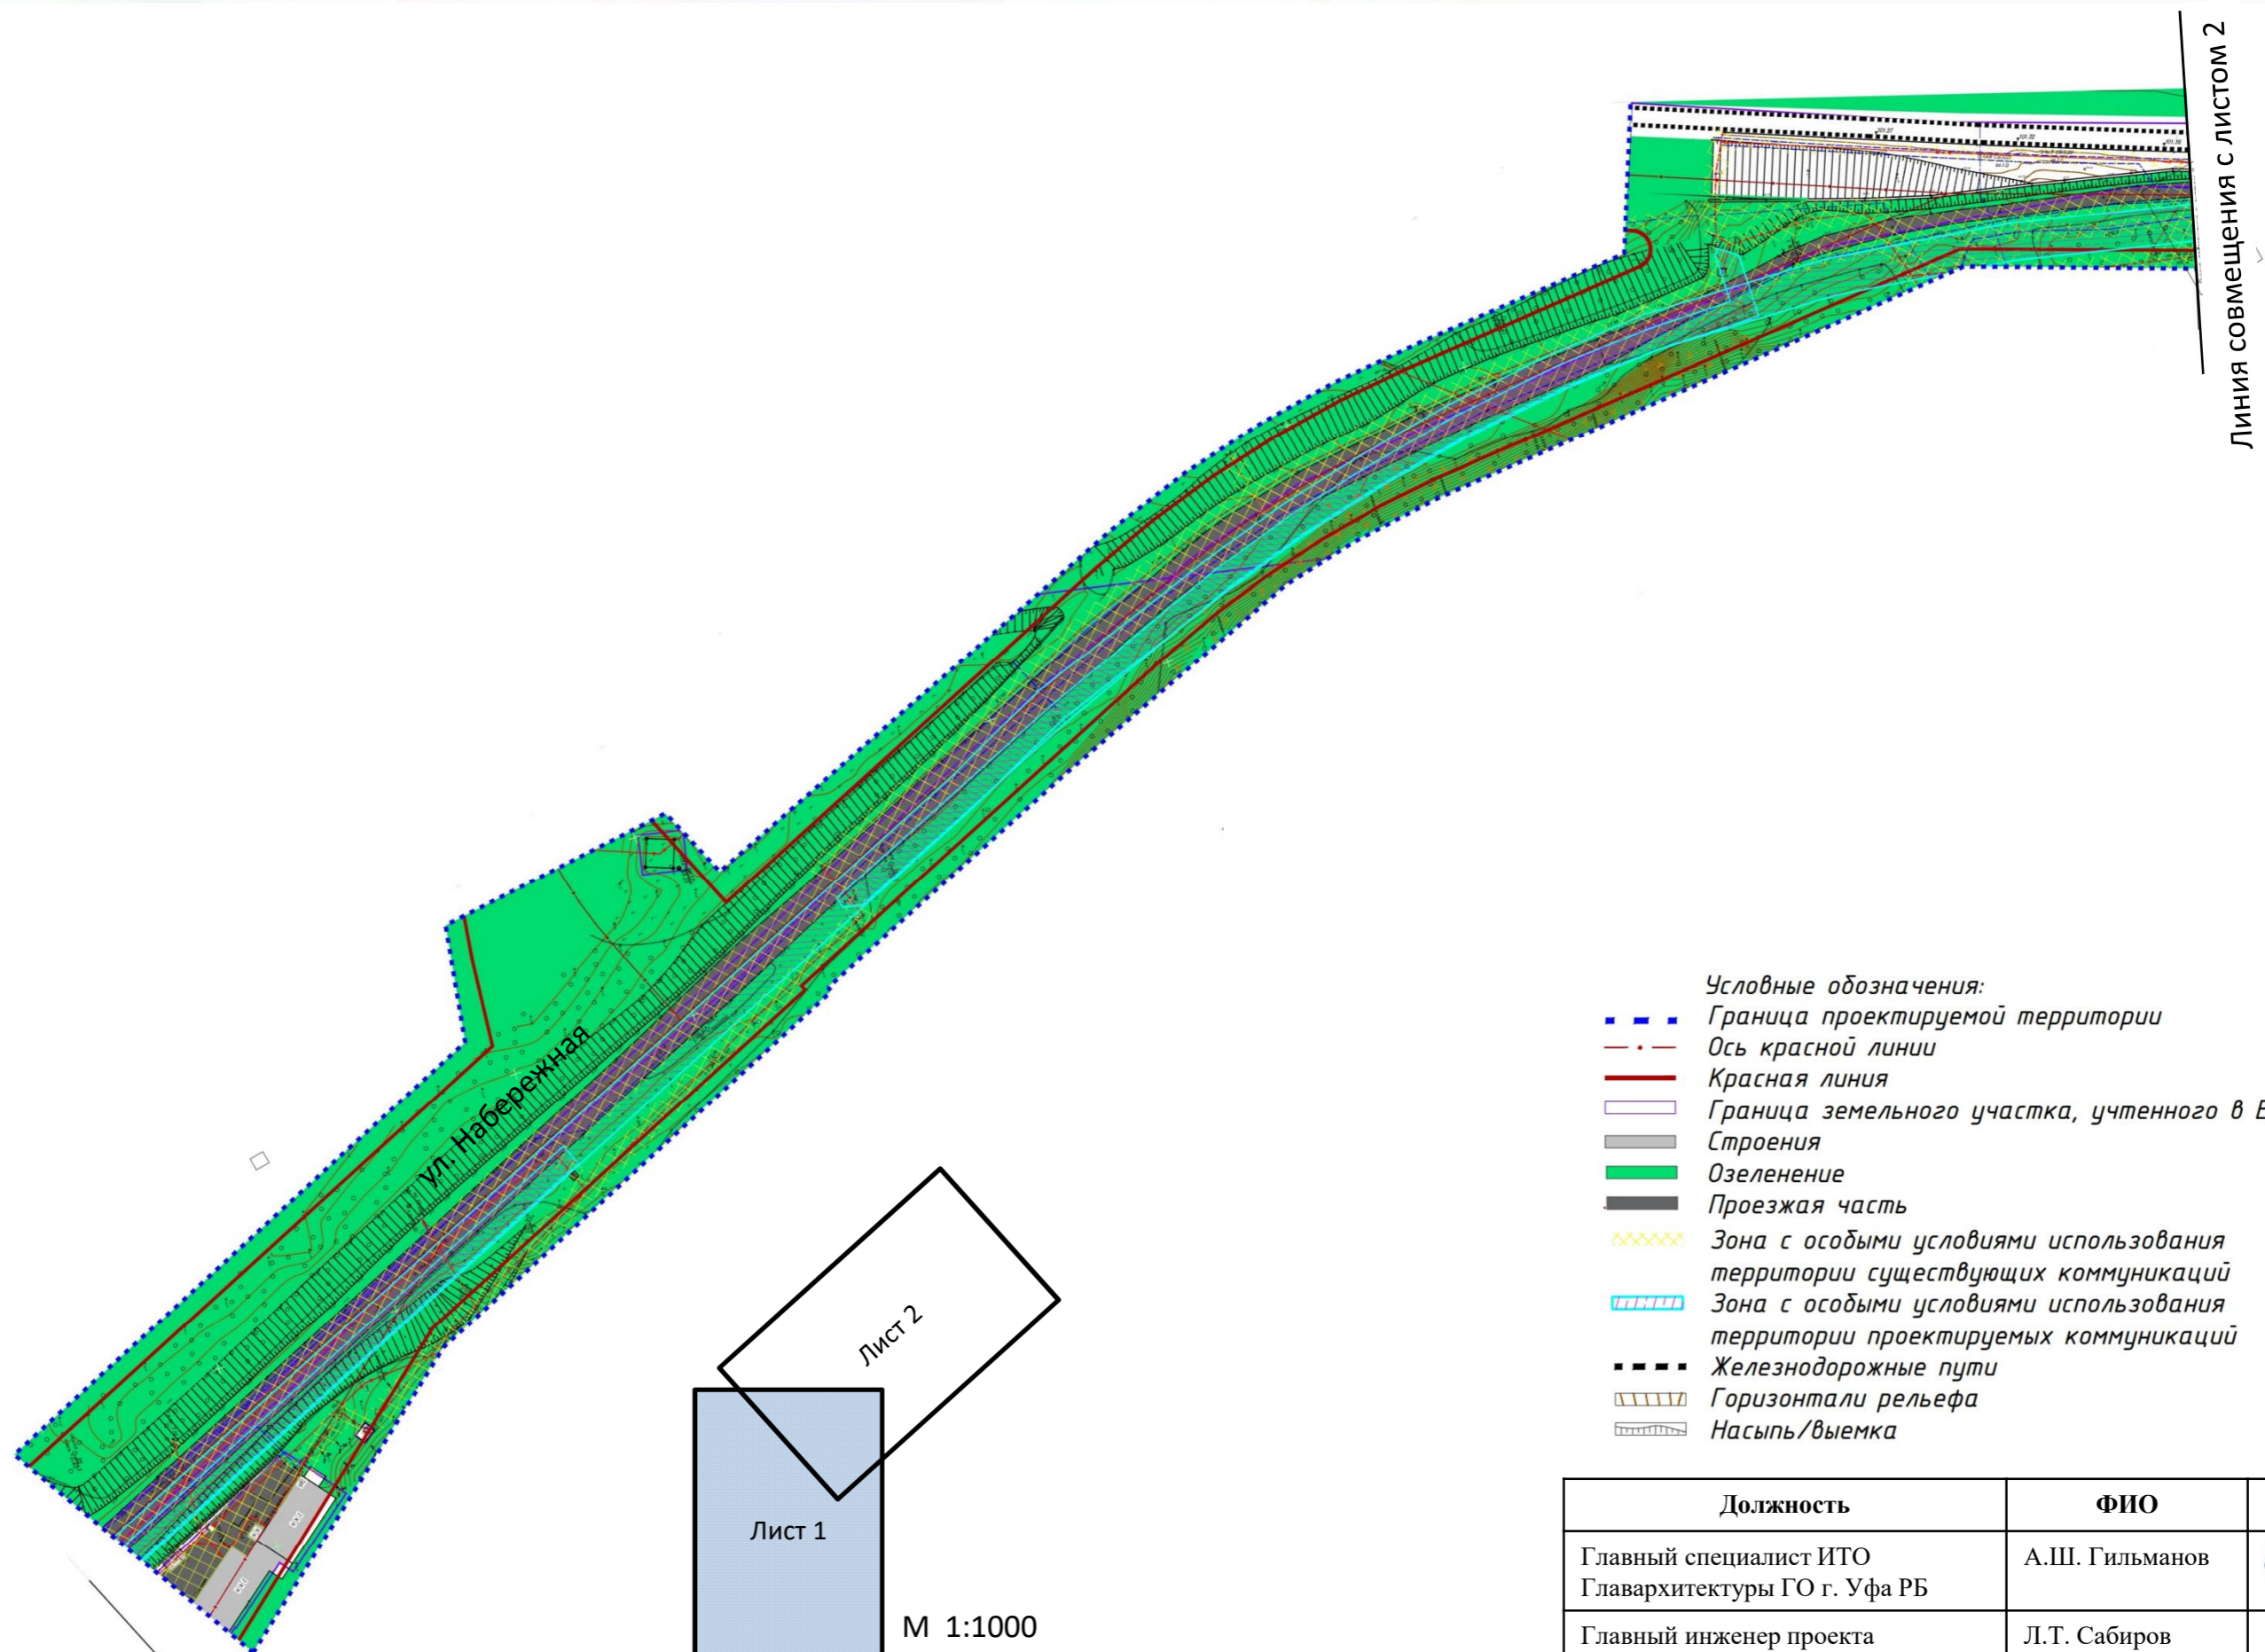 Линия совмещения с листом 2
ул. Набережная
Условные обозначения:
Граница проектируемой территории
Ось красной линии
Красная линия
Граница земельного участка, учтенного в
Строения
Озеленение
Проезжая часть
Зона с особыми условиями использования
территории существующих коммуникаций
Зона с особыми условиями использования
территории проектируемых коммуникаций
Железнодорожные пути
Горизонтали рельефа
Насыпь/выемка
Лист 2
Лист 1
М 1:1000
Должность ФИО
Главный специалист ИТО А.Ш. Гильманов
Главархитектуры ГО г. Уфа РБ
Главный инженер проекта Л.Т. Сабиров